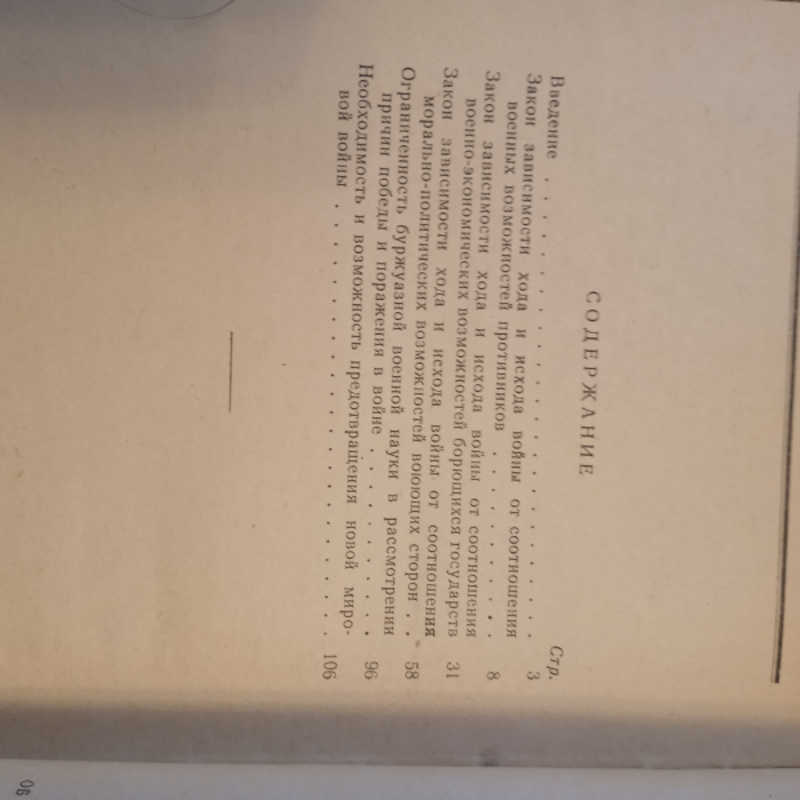 СОДЕРЖАНИЕ
Стр.
Введение . . . . . . . . . . . . . . . . . . 3
Закон зависимости хода и исхода войны от соотношения
военных возможностей противников . . . . . . . . 8
Закон зависимости хода и исхода войны от соотношения
военно-экономических возможностей борющихся государств 31
Закон зависимости хода и исхода войны от соотношения
морально-политических возможностей воюющих сторон . . 58
Ограниченность буржуазной военной науки в рассмотрении
причин победы и поражения в войне . . . . . . . . . 96
Необходимость и возможность предотвращения новой миро-
вой войны . . . . . . . . . . . . . . . . . . 106